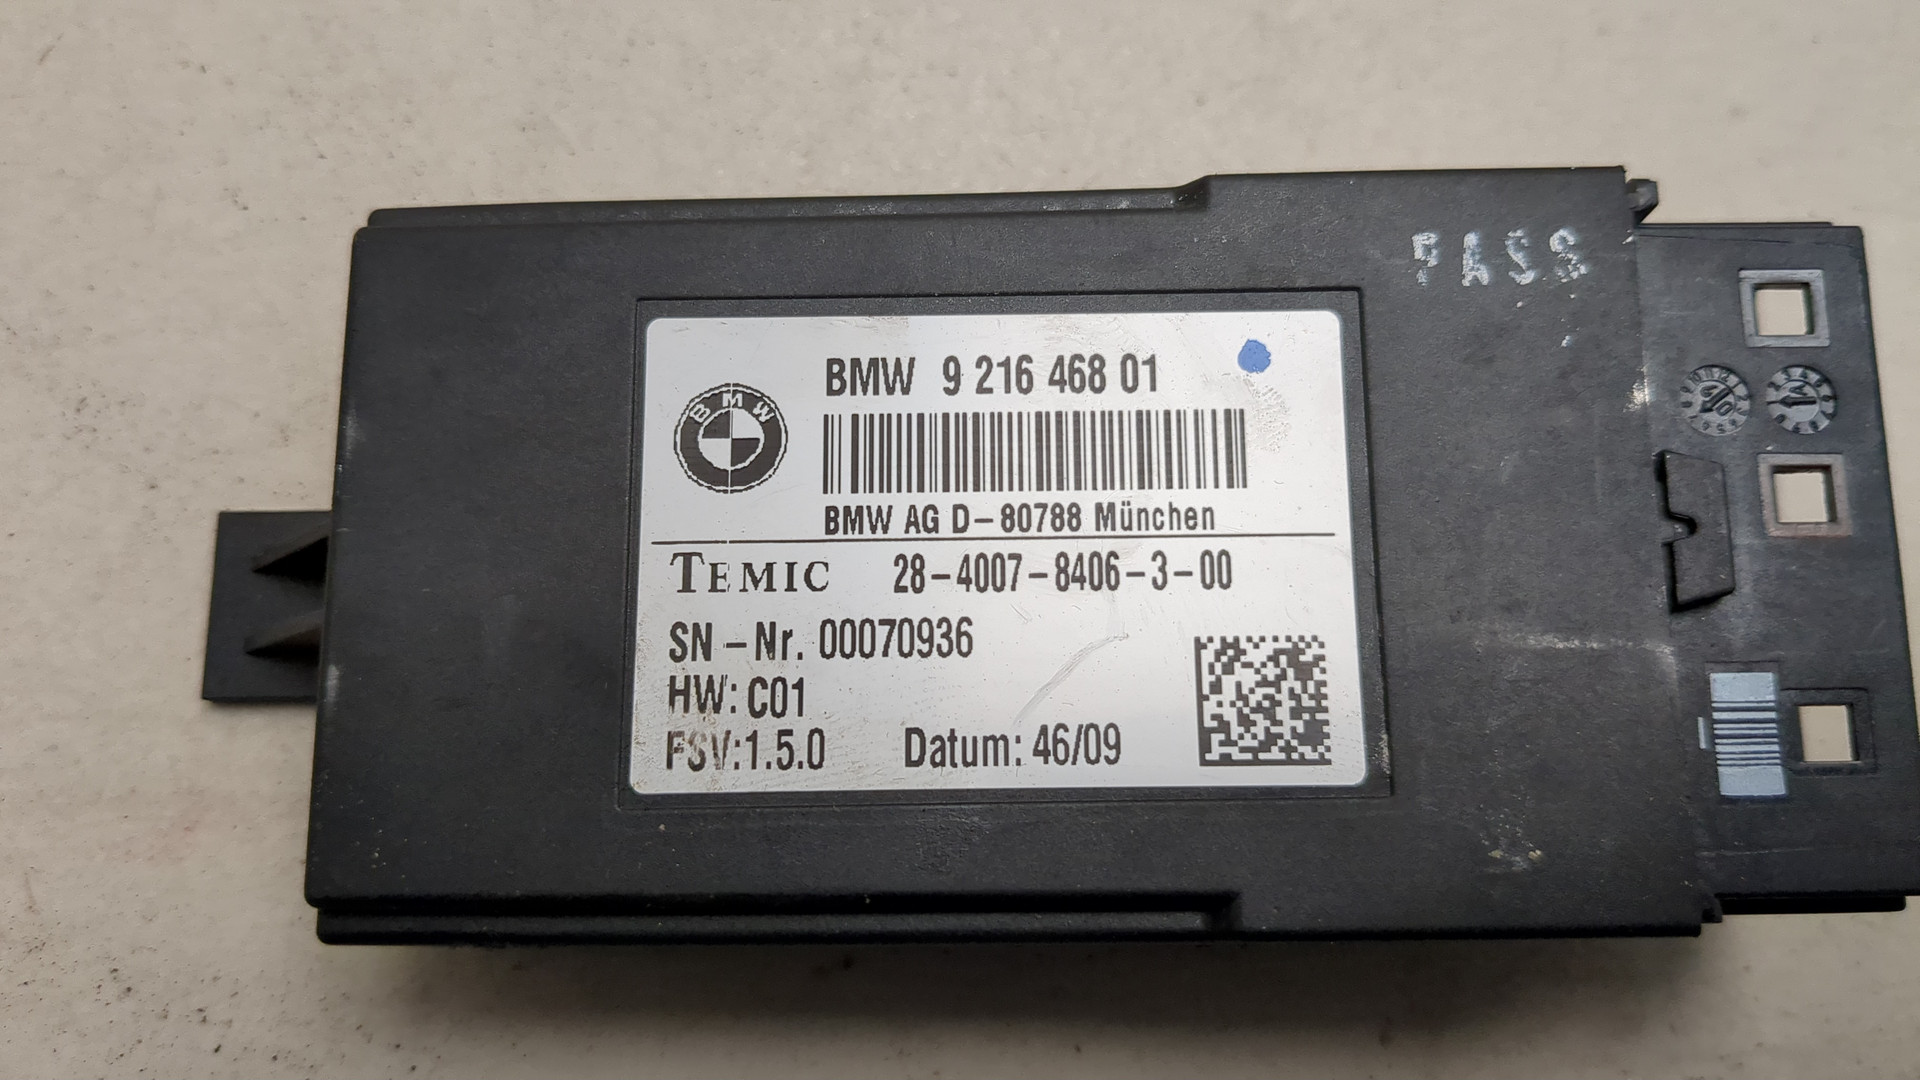 PASS
BMW 9 216 468 01
BMW
BMW AG D-80788 München
TEMIC 28-4007-8406-3-00
SN-Nr. 00070936
HW: C01
FSV:1.5.0 Datum: 46/09